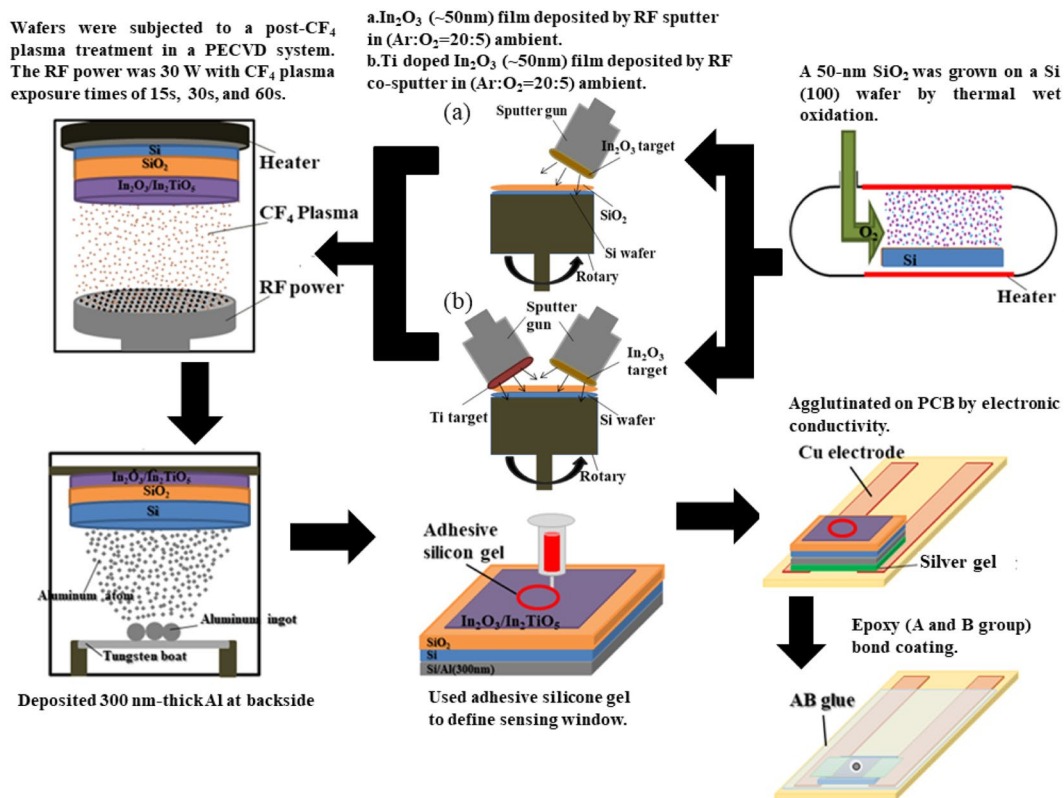 Wafers were subjected to a post-CF₄
plasma treatment in a PECVD system.
The RF power was 30 W with CF₄ plasma
exposure times of 15s, 30s, and 60s.
Si
SiO₂
In₂O₃/In₂TiO₅
Heater
CF₄ Plasma
RF power
a.In₂O₃ (~50nm) film deposited by RF sputter
in (Ar:O₂=20:5) ambient.
b.Ti doped In₂O₃ (~50nm) film deposited by RF
co-sputter in (Ar:O₂=20:5) ambient.
(a)
Sputter
gun
In₂O₃ target
SiO₂
Si wafer
Rotary
(b)
Sputter
gun
In₂O₃
target
Ti target
Si wafer
Rotary
A 50-nm SiO₂ was grown on a Si
(100) wafer by thermal wet
oxidation.
O₂
Si
Heater
In₂O₃/In₂TiO₅
SiO₂
Si
Aluminum atom
Aluminum ingot
Tungsten boat
Deposited 300 nm-thick Al at backside
Adhesive
silicon gel
In₂O₃/In₂TiO₅
SiO₂
Si
Si/Al(300nm)
Used adhesive silicone gel
to define sensing window.
Agglutinated on PCB by electronic
conductivity.
Cu electrode
Silver gel
Epoxy (A and B group)
bond coating.
AB glue